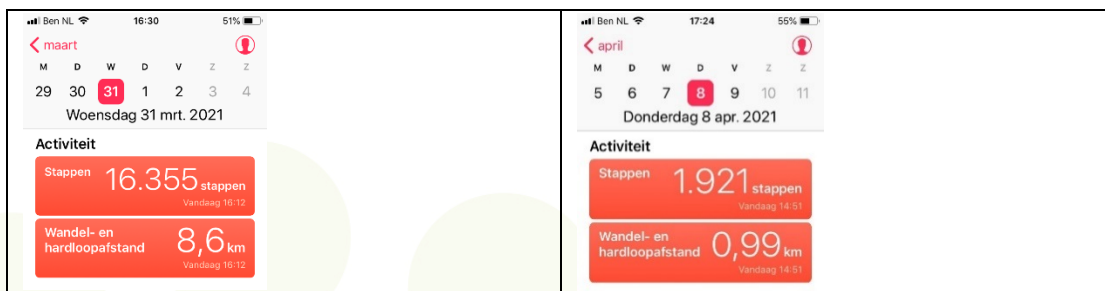 Ben NL 16:30 51%
maart
M D W D V Z Z
29 30 31 1 2 3 4
Woensdag 31 mrt. 2021
Activiteit
Stappen 16.355 stappen
Vandaag 16:12
Wandel- en
hardloopafstand 8,6 km
Vandaag 16:12
Ben NL 17:24 55%
april
M D W D V Z Z
5 6 7 8 9 10 11
Donderdag 8 apr. 2021
Activiteit
Stappen 1.921 stappen
Vandaag 14:51
Wandel- en
hardloopafstand 0,99 km
Vandaag 14:51